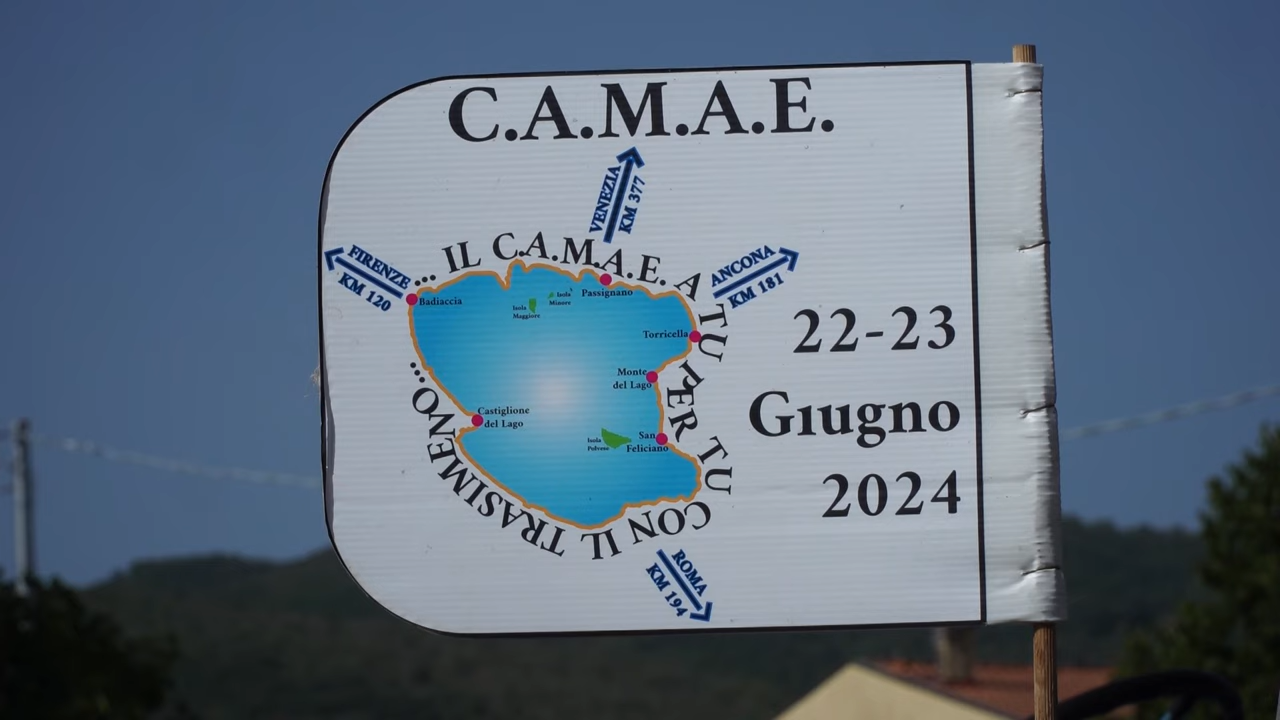 C.A.M.A.E.
VENEZIA
KM 377
FIRENZE
KM 120
ANCONA
KM 181
... IL C.A.M.A.E. A TU PER TU CON IL TRASIMENO...
Badiaccia
Isola
Maggiore
Isola
Minore
Passignano
Torricella
Monte
del Lago
Castiglione
del Lago
Isola
Polvese
San
Feliciano
22-23
Gıugno
2024
ROMA
KM 194